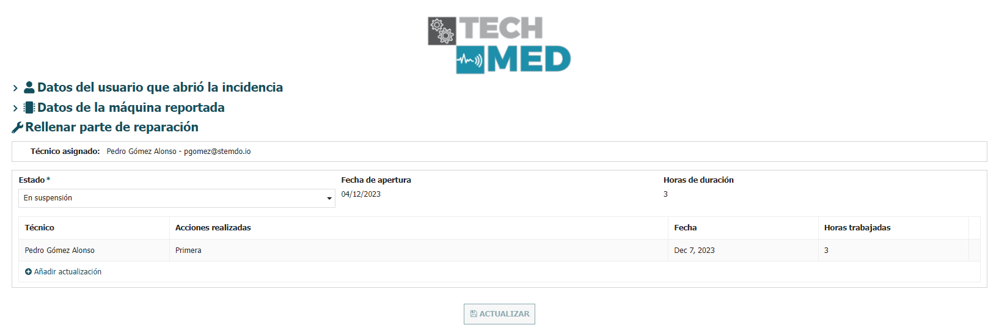 TECH
MED
Datos del usuario que abrió la incidencia
Datos de la máquina reportada
Rellenar parte de reparación
Técnico asignado: Pedro Gómez Alonso - pgomez@stemdo.io
Estado * Fecha de apertura Horas de duración
En suspensión 04/12/2023 3
Técnico Acciones realizadas Fecha Horas trabajadas
Pedro Gómez Alonso Primera Dec 7, 2023 3
Añadir actualización
ACTUALIZAR